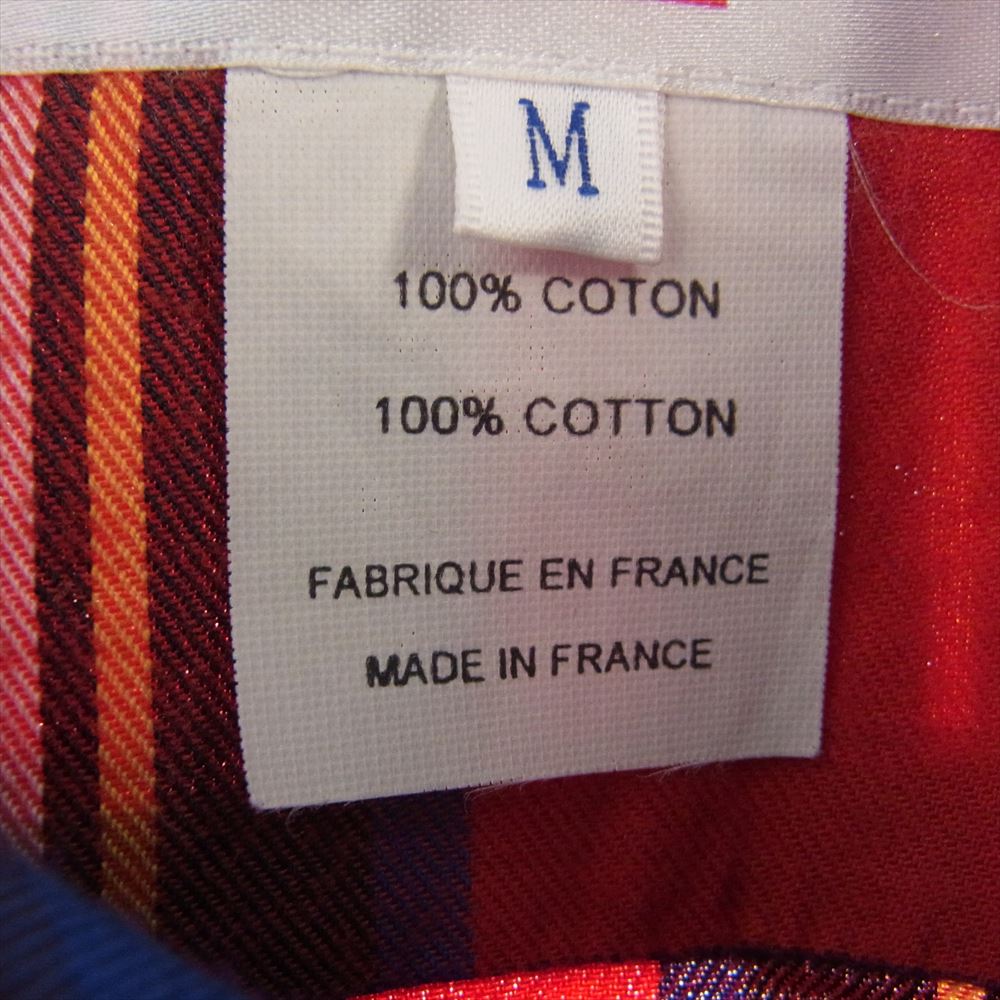 M
100% COTON
100% COTTON
FABRIQUE EN FRANCE
MADE IN FRANCE